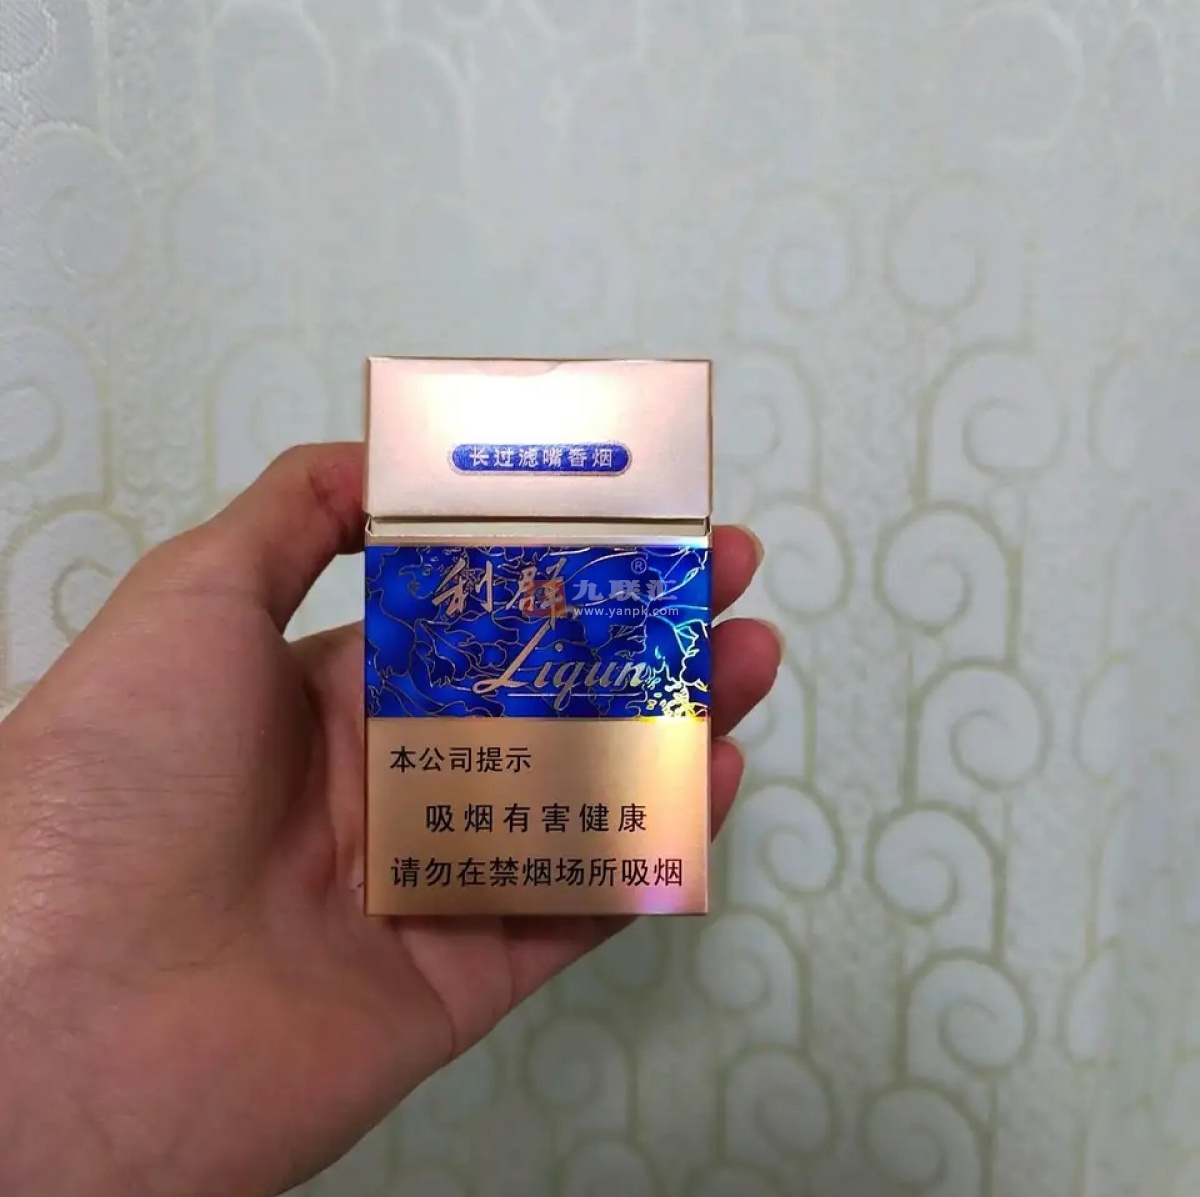 长过滤嘴香烟
利群®
九联汇
www.yanpk.com
Liqun
本公司提示
吸烟有害健康
请勿在禁烟场所吸烟